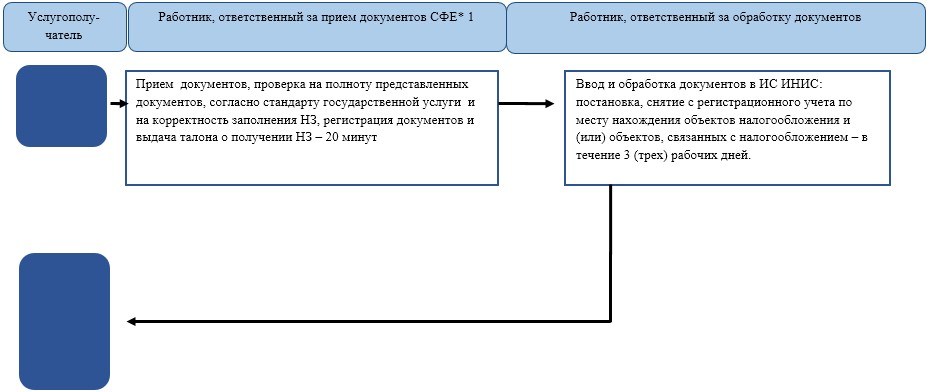 Услугополу-
чатель
Работник, ответственный за прием документов СФЕ* 1
Работник, ответственный за обработку документов
Прием  документов, проверка на полноту представленных
документов, согласно стандарту государственной услуги  и
на корректность заполнения НЗ, регистрация документов и
выдача талона о получении НЗ – 20 минут
Ввод и обработка документов в ИС ИНИС:
постановка, снятие с регистрационного учета по
месту нахождения объектов налогообложения и
(или) объектов, связанных с налогообложением – в
течение 3 (трех) рабочих дней.